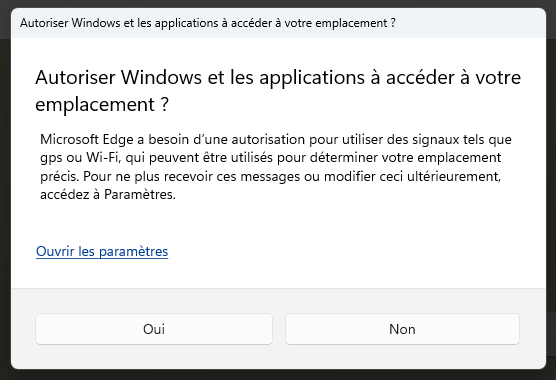 Autoriser Windows et les applications à accéder à votre emplacement ?
Autoriser Windows et les applications à accéder à votre
emplacement ?
Microsoft Edge a besoin d’une autorisation pour utiliser des signaux tels que
gps ou Wi-Fi, qui peuvent être utilisés pour déterminer votre emplacement
précis. Pour ne plus recevoir ces messages ou modifier ceci ultérieurement,
accédez à Paramètres.
Ouvrir les paramètres
Oui
Non